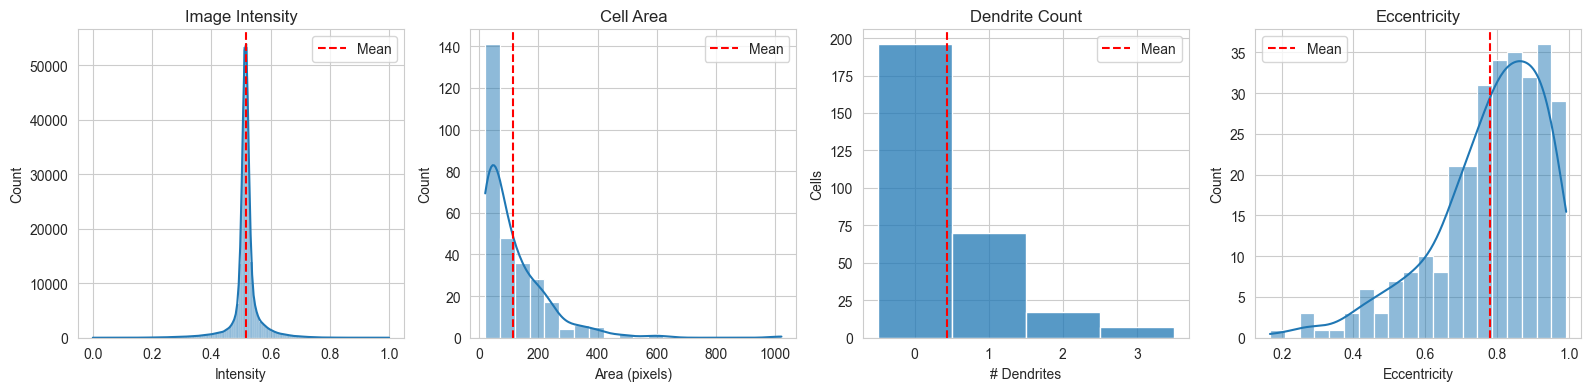 Image Intensity
Mean
50000
40000
30000
20000
10000
0
Count
0.0 0.2 0.4 0.6 0.8 1.0
Intensity
Cell Area
Mean
140
120
100
80
60
40
20
0
Count
0 200 400 600 800 1000
Area (pixels)
Dendrite Count
Mean
200
175
150
125
100
75
50
25
0
Cells
0 1 2 3
# Dendrites
Eccentricity
Mean
35
30
25
20
15
10
5
0
Count
0.2 0.4 0.6 0.8 1.0
Eccentricity